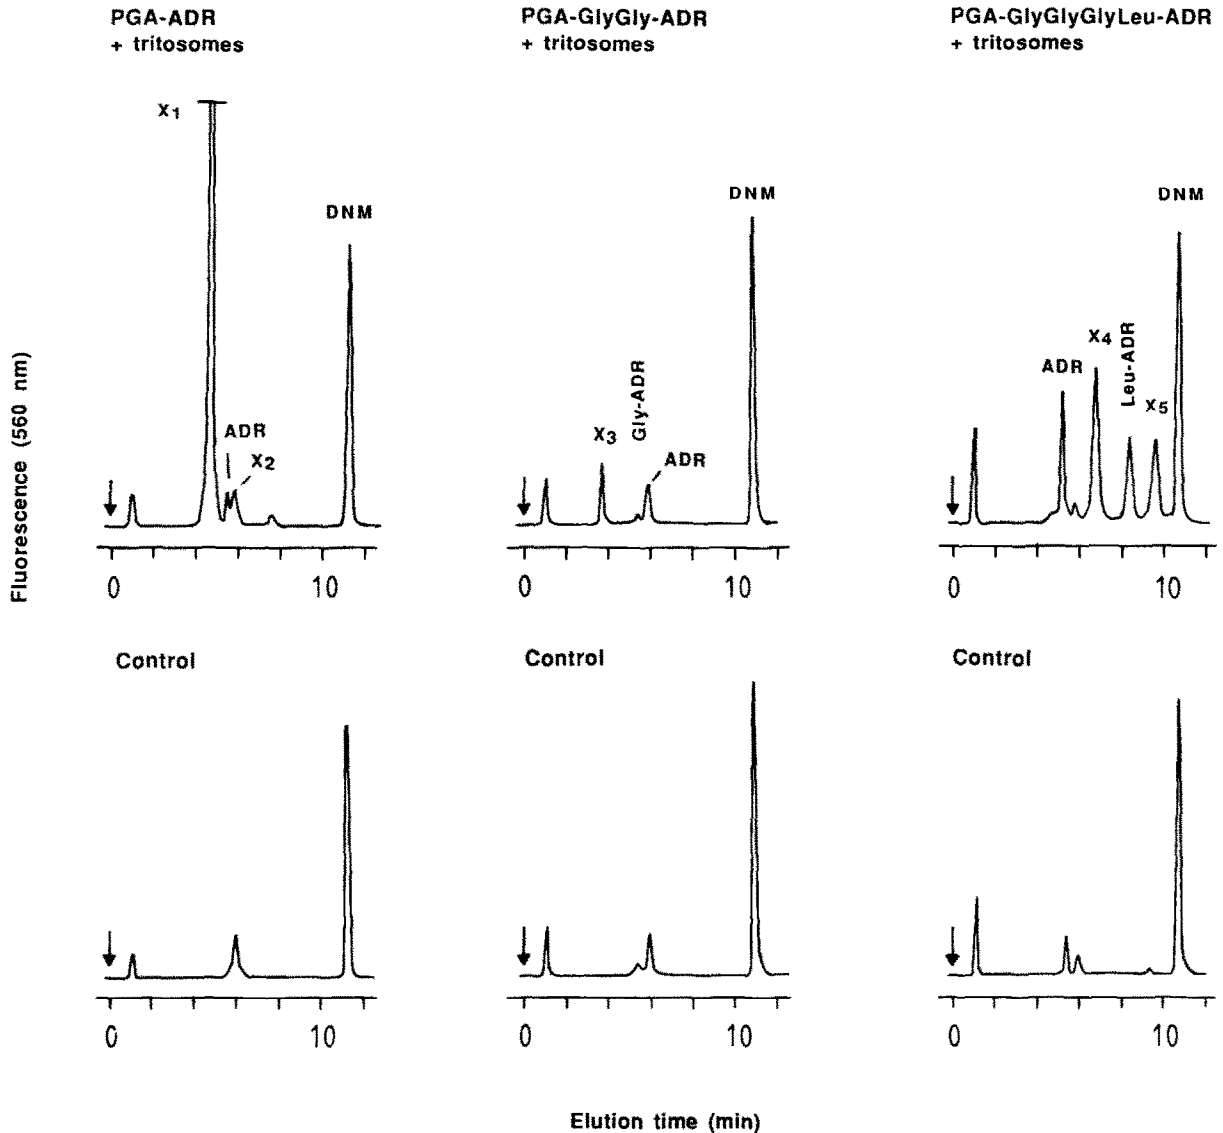 PGA-ADR
+ tritosomes
PGA-GlyGly-ADR
+ tritosomes
PGA-GlyGlyGlyLeu-ADR
+ tritosomes
X1
ADR
X2
DNM
X3
Gly-ADR
ADR
DNM
ADR
X4
Leu-ADR
X5
DNM
Fluorescence (560 nm)
0 10
0 10
0 10
Control
Control
Control
0 10
0 10
0 10
Elution time (min)